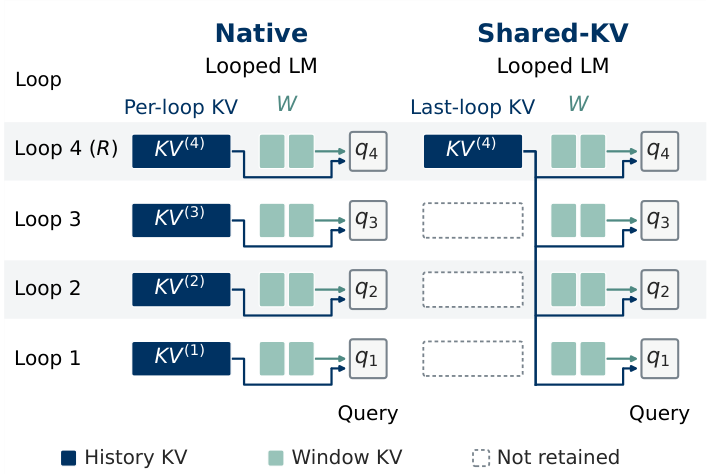 Native
Shared-KV
Looped LM
Looped LM
Loop
Per-loop KV
W
Last-loop KV
W
Loop 4 (R)
KV⁽⁴⁾
q₄
KV⁽⁴⁾
q₄
Loop 3
KV⁽³⁾
q₃
q₃
Loop 2
KV⁽²⁾
q₂
q₂
Loop 1
KV⁽¹⁾
q₁
q₁
Query
Query
History KV
Window KV
Not retained